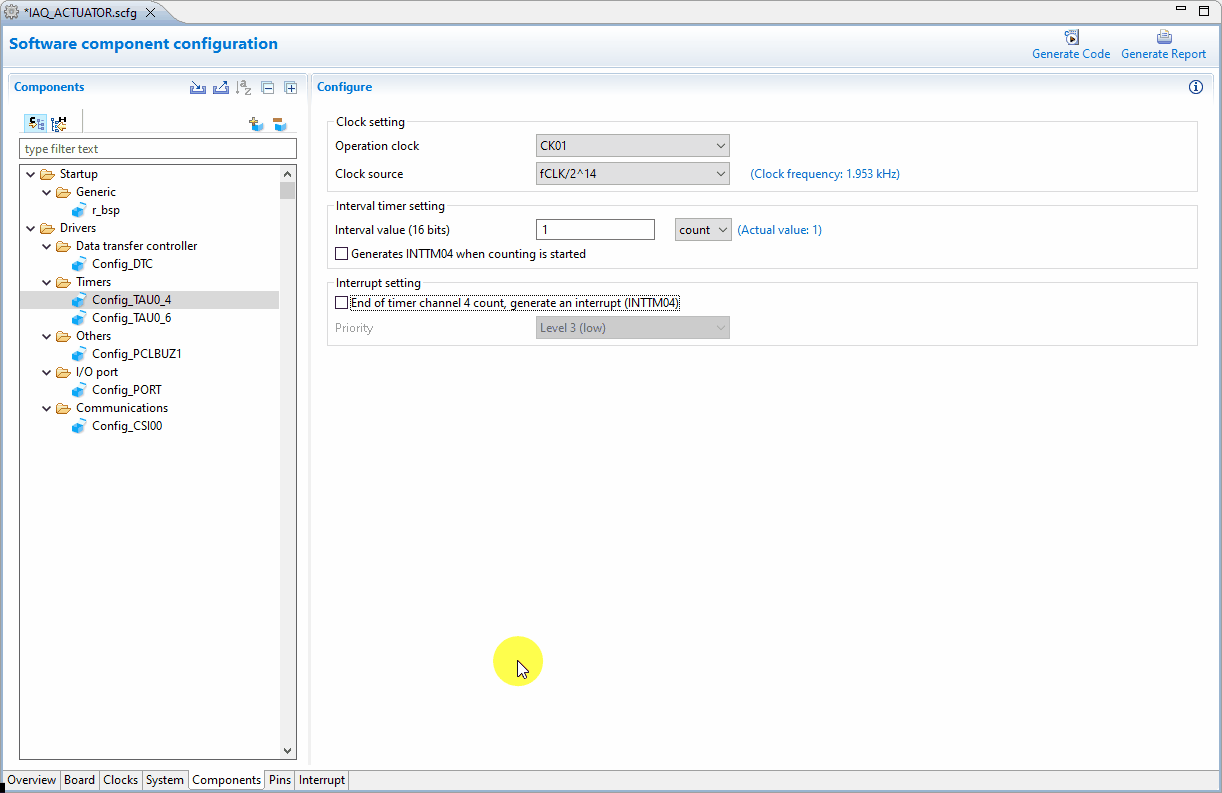 *IAQ_ACTUATOR.scfg
Software component configuration
Generate Code Generate Report
Components
Configure
type filter text
Startup
Generic
r_bsp
Drivers
Data transfer controller
Config_DTC
Timers
Config_TAU0_4
Config_TAU0_6
Others
Config_PCLBUZ1
I/O port
Config_PORT
Communications
Config_CSI00
Clock setting
Operation clock CK01
Clock source fCLK/2^14 (Clock frequency: 1.953 kHz)
Interval timer setting
Interval value (16 bits) 1 count (Actual value: 1)
Generates INTTM04 when counting is started
Interrupt setting
End of timer channel 4 count, generate an interrupt (INTTM04)
Priority Level 3 (low)
Overview Board Clocks System Components Pins Interrupt